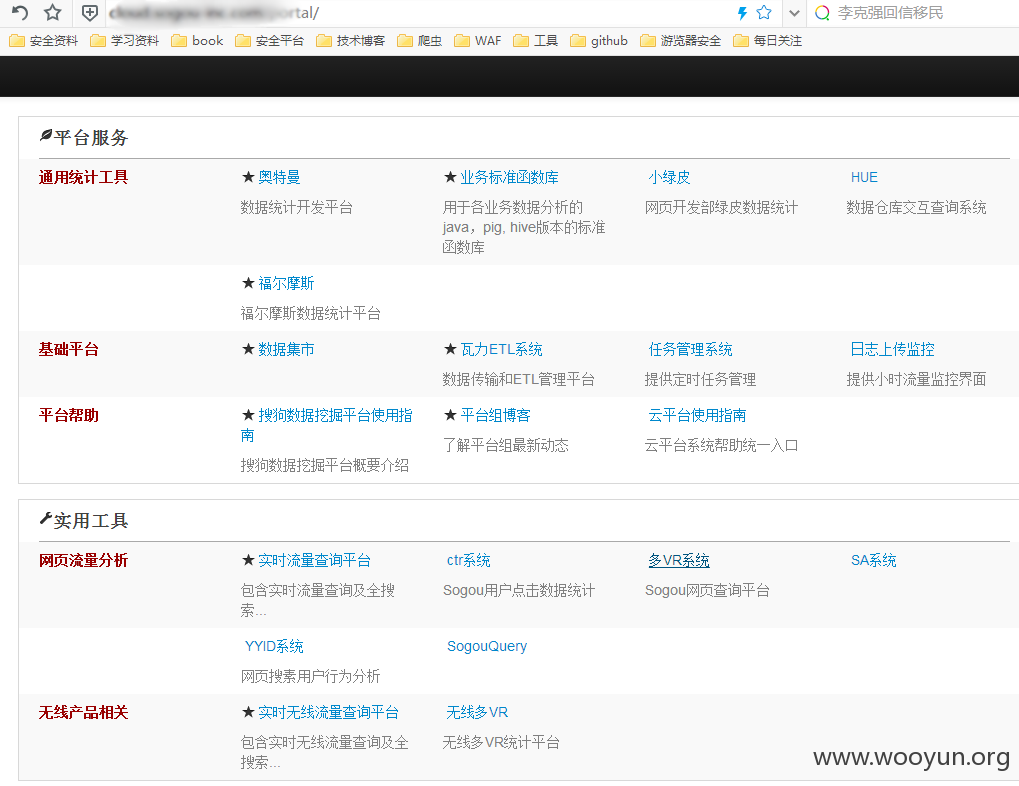 portal/
李克强回信移民
安全资料 学习资料 book 安全平台 技术博客 爬虫 WAF 工具 github 游览器安全 每日关注
平台服务
通用统计工具 ★奥特曼 ★业务标准函数库 小绿皮 HUE
数据统计开发平台 用于各业务数据分析的 网页开发部绿皮数据统计 数据仓库交互查询系统
java，pig, hive版本的标准
函数库
★福尔摩斯
福尔摩斯数据统计平台
基础平台 ★数据集市 ★瓦力ETL系统 任务管理系统 日志上传监控
数据传输和ETL管理平台 提供定时任务管理 提供小时流量监控界面
平台帮助 ★搜狗数据挖掘平台使用指 ★平台组博客 云平台使用指南
南 了解平台组最新动态 云平台系统帮助统一入口
搜狗数据挖掘平台概要介绍
实用工具
网页流量分析 ★实时流量查询平台 ctr系统 多VR系统 SA系统
包含实时流量查询及全搜 Sogou用户点击数据统计 Sogou网页查询平台
索...
YYID系统 SogouQuery
网页搜素用户行为分析
无线产品相关 ★实时无线流量查询平台 无线多VR
包含实时无线流量查询及全 无线多VR统计平台
搜索...
www.wooyun.org